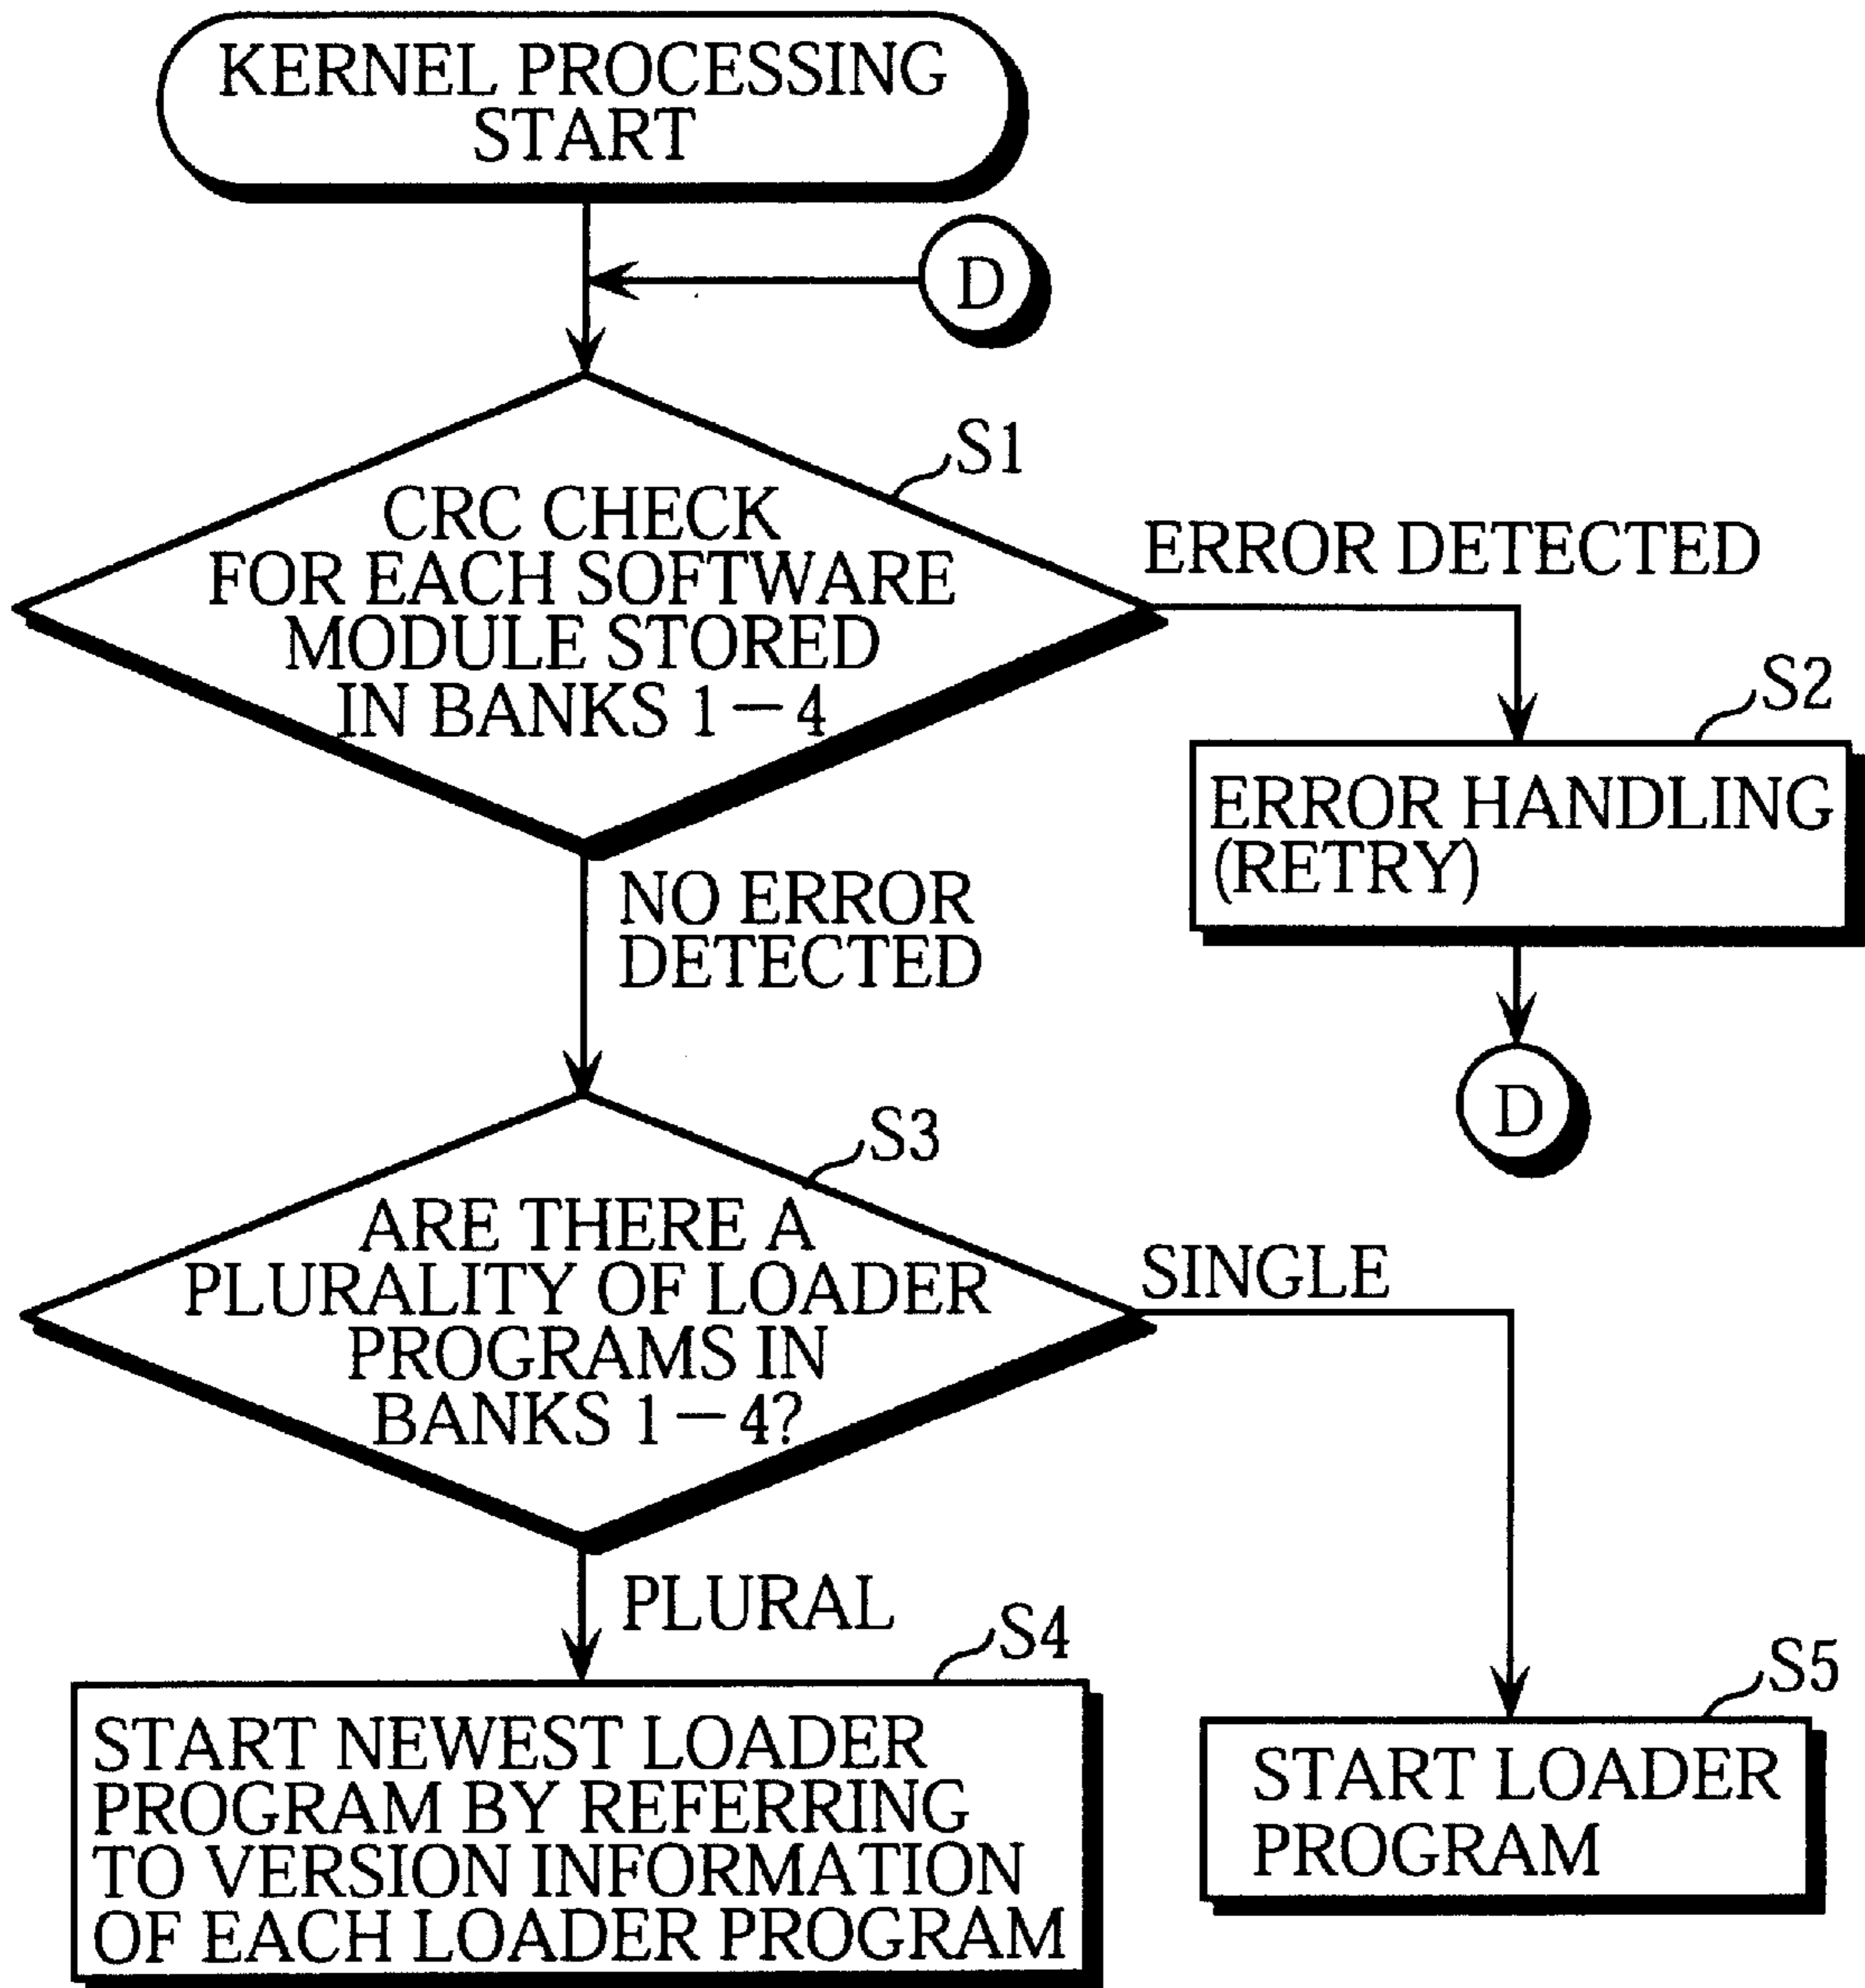 KERNEL PROCESSING
START
D
S1
CRC CHECK
FOR EACH SOFTWARE
MODULE STORED
IN BANKS 1－4
ERROR DETECTED
S2
ERROR HANDLING
(RETRY)
D
NO ERROR
DETECTED
S3
ARE THERE A
PLURALITY OF LOADER
PROGRAMS IN
BANKS 1－4?
SINGLE
PLURAL
S4
START NEWEST LOADER
PROGRAM BY REFERRING
TO VERSION INFORMATION
OF EACH LOADER PROGRAM
S5
START LOADER
PROGRAM